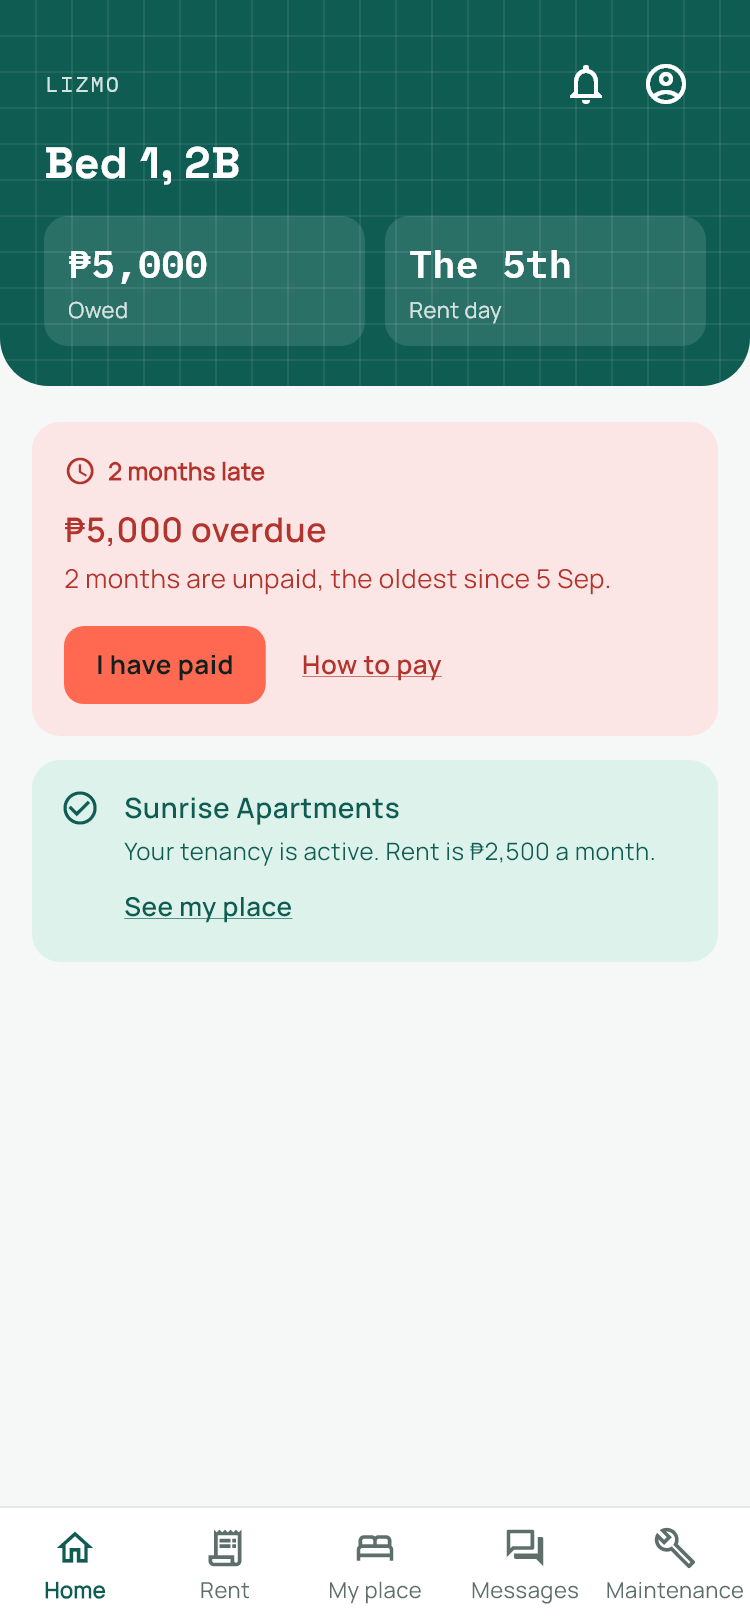 LIZMO
Bed 1, 2B
₱5,000
Owed
The 5th
Rent day
2 months late
₱5,000 overdue
2 months are unpaid, the oldest since 5 Sep.
I have paid
How to pay
Sunrise Apartments
Your tenancy is active. Rent is ₱2,500 a month.
See my place
Home
Rent
My place
Messages
Maintenance